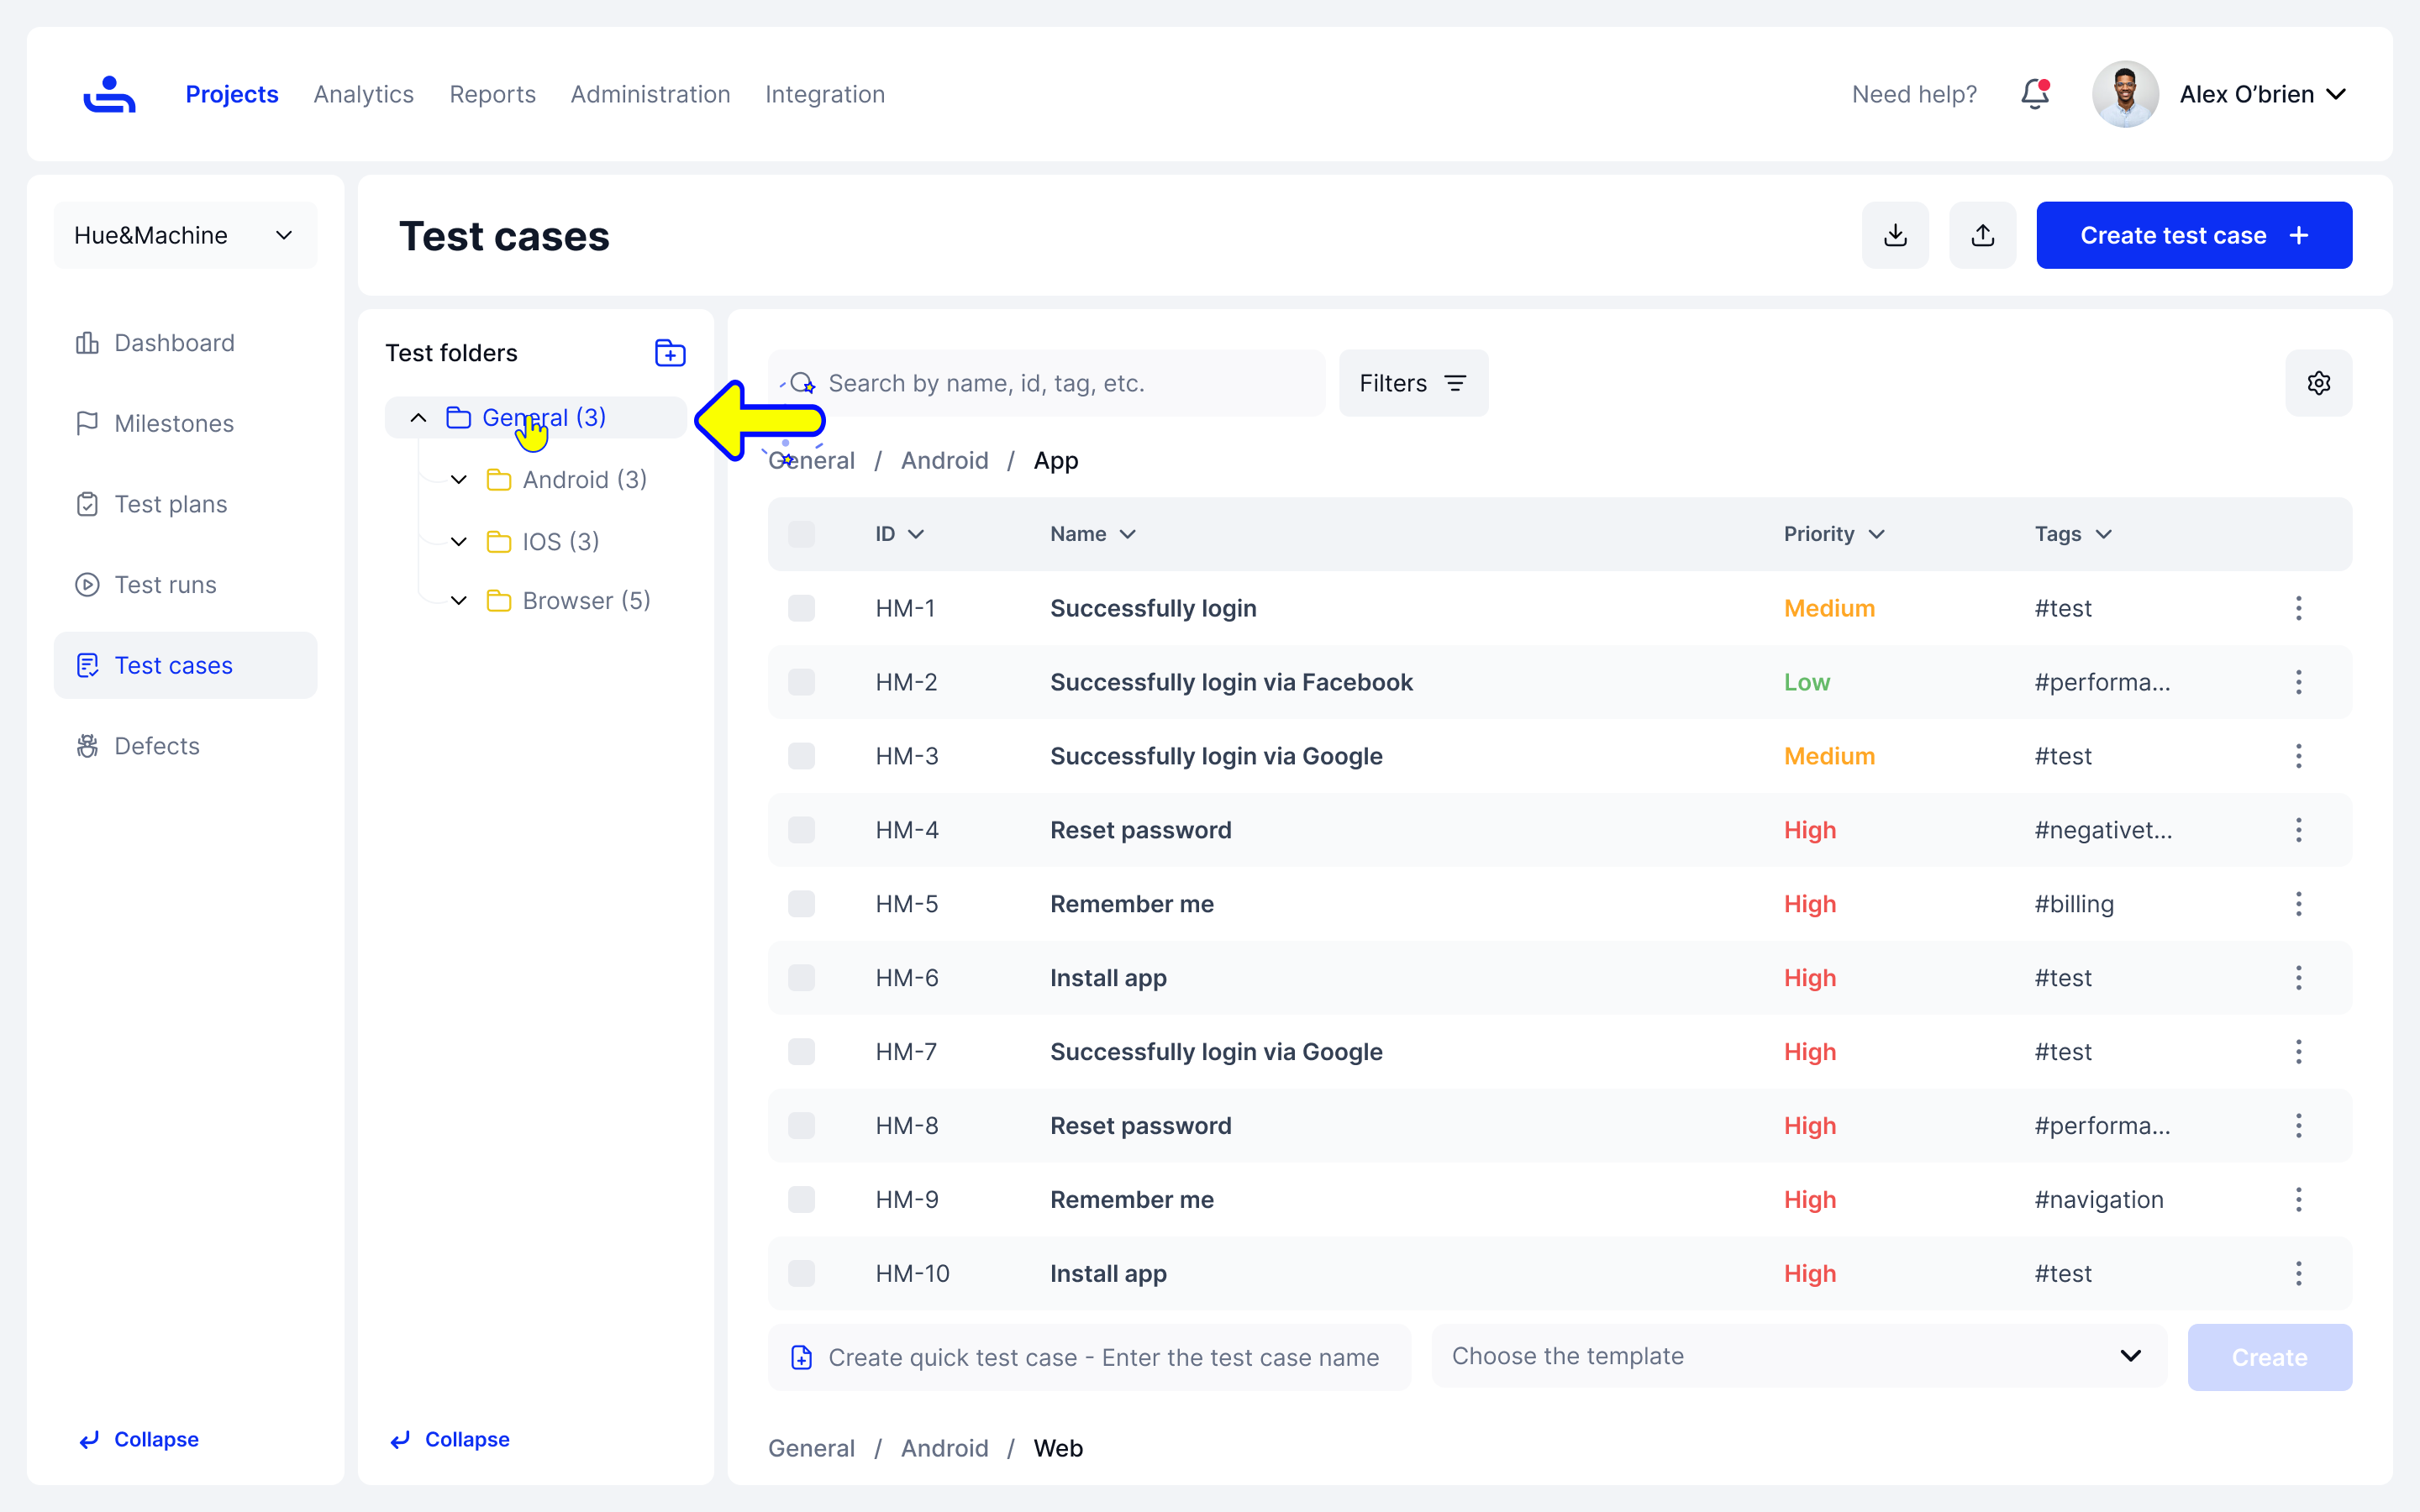 Projects
Analytics
Reports
Administration
Integration
Need help?
Alex O’brien
Hue&Machine
Dashboard
Milestones
Test plans
Test runs
Test cases
Defects
Collapse
Test cases
Create test case
Test folders
General (3)
Android (3)
IOS (3)
Browser (5)
Collapse
Search by name, id, tag, etc.
Filters
General / Android / App
ID Name Priority Tags
HM-1 Successfully login Medium #test
HM-2 Successfully login via Facebook Low #performa...
HM-3 Successfully login via Google Medium #test
HM-4 Reset password High #negativet...
HM-5 Remember me High #billing
HM-6 Install app High #test
HM-7 Successfully login via Google High #test
HM-8 Reset password High #performa...
HM-9 Remember me High #navigation
HM-10 Install app High #test
Create quick test case - Enter the test case name
Choose the template
Create
General / Android / Web